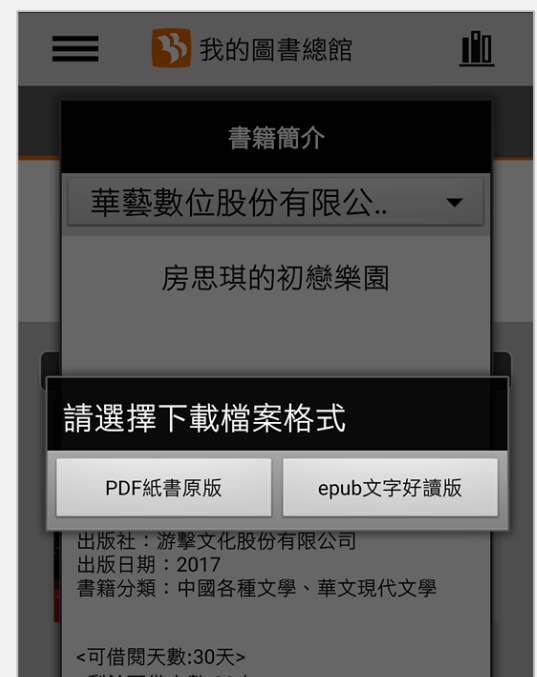 我的圖書總館
書籍簡介
華藝數位股份有限公..
房思琪的初戀樂園
請選擇下載檔案格式
PDF紙書原版
epub文字好讀版
出版社：游擊文化股份有限公司
出版日期：2017
書籍分類：中國各種文學、華文現代文學
<可借閱天數:30天>